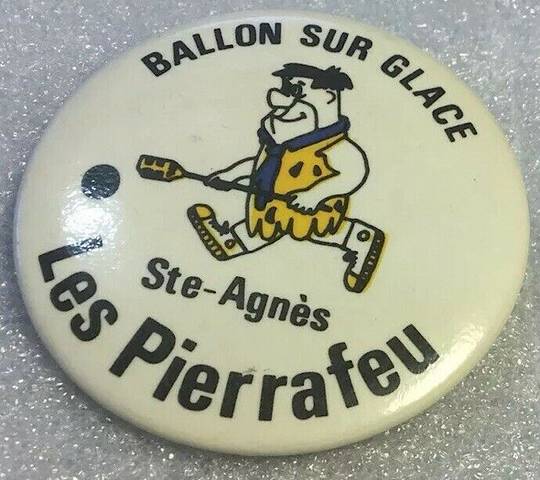 BALLON SUR GLACE
Ste-Agnès
Les Pierrafeu